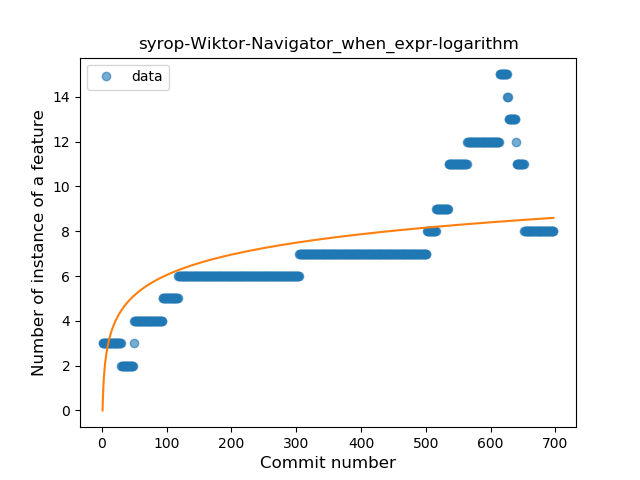 syrop-Wiktor-Navigator_when_expr-logarithm
data
Number of instance of a feature
14
12
10
8
6
4
2
0
0 100 200 300 400 500 600 700
Commit number